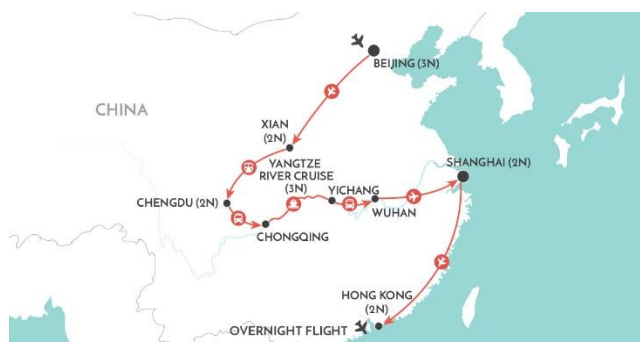 BEIJING (3N)
CHINA
XIAN
(2N)
YANGTZE
RIVER CRUISE
(3N)
SHANGHAI (2N)
YICHANG
CHENGDU (2N)
WUHAN
CHONGQING
HONG KONG
(2N)
OVERNIGHT FLIGHT